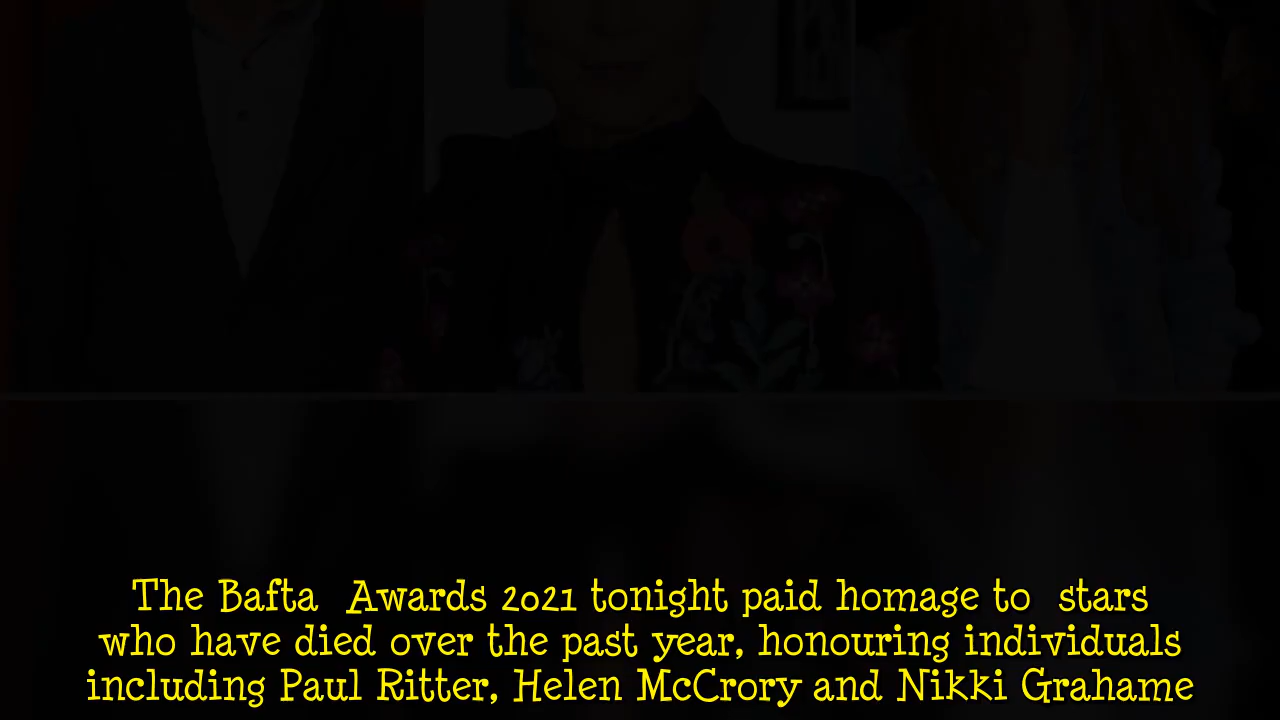 The Bafta Awards 2021 tonight paid homage to stars
who have died over the past year, honouring individuals
including Paul Ritter, Helen McCrory and Nikki Grahame